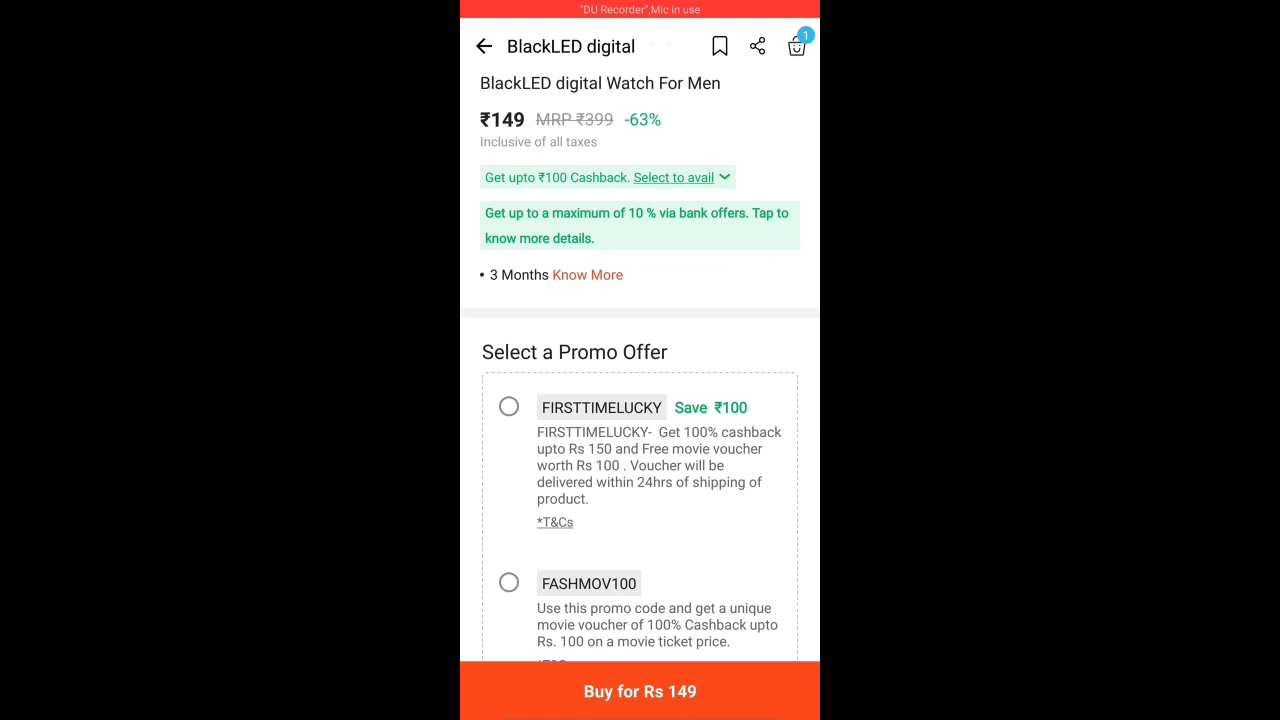 "DU Recorder",Mic in use
BlackLED digital
1
BlackLED digital Watch For Men
₹149 MRP ₹399 -63%
Inclusive of all taxes
Get upto ₹100 Cashback. Select to avail
Get up to a maximum of 10 % via bank offers. Tap to
know more details.
• 3 Months Know More
Select a Promo Offer
FIRSTTIMELUCKY Save ₹100
FIRSTTIMELUCKY- Get 100% cashback
upto Rs 150 and Free movie voucher
worth Rs 100 . Voucher will be
delivered within 24hrs of shipping of
product.
*T&Cs
FASHMOV100
Use this promo code and get a unique
movie voucher of 100% Cashback upto
Rs. 100 on a movie ticket price.
Buy for Rs 149